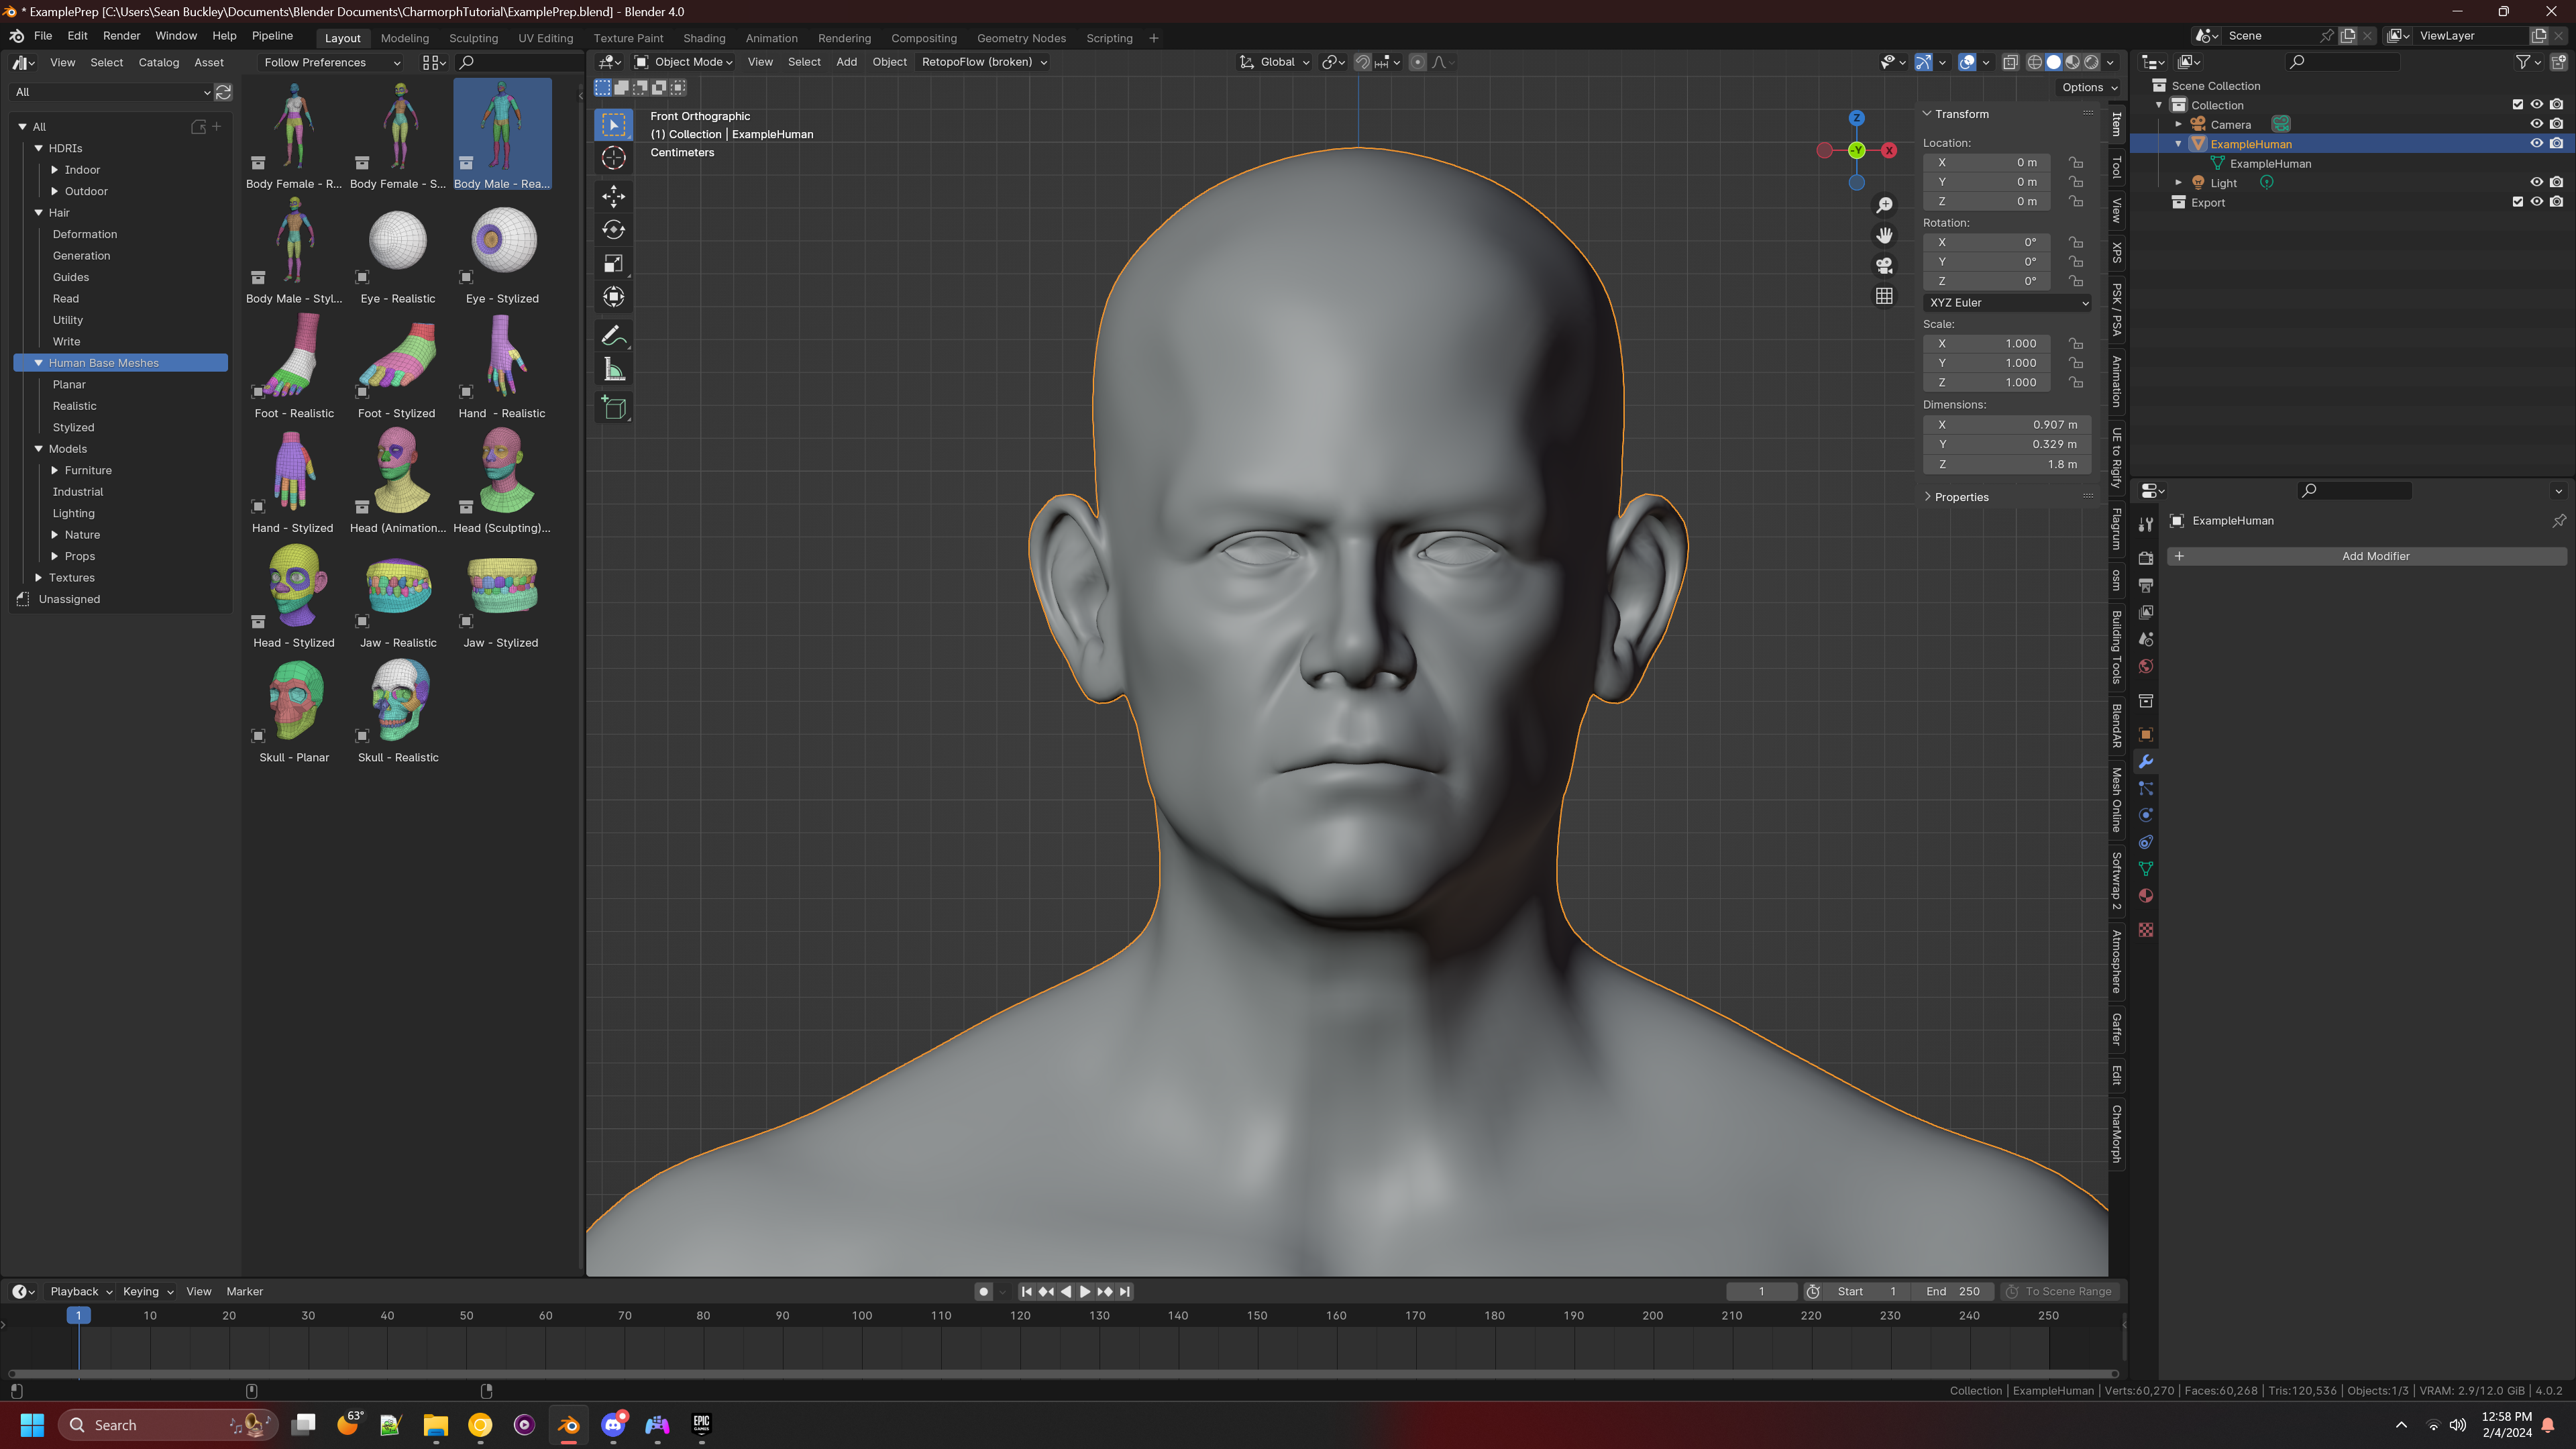 * ExamplePrep [C:\Users\Sean Buckley\Documents\Blender Documents\CharmorphTutorial\ExamplePrep.blend] - Blender 4.0
File Edit Render Window Help Pipeline Layout Modeling Sculpting UV Editing Texture Paint Shading Animation Rendering Compositing Geometry Nodes Scripting + Scene ViewLayer
View Select Catalog Asset Follow Preferences
All
All
HDRIs
Indoor
Outdoor
Hair
Deformation
Generation
Guides
Read
Utility
Write
Human Base Meshes
Planar
Realistic
Stylized
Models
Furniture
Industrial
Lighting
Nature
Props
Textures
Unassigned
Body Female - R... Body Female - S... Body Male - Rea...
Body Male - Styl... Eye - Realistic Eye - Stylized
Foot - Realistic Foot - Stylized Hand - Realistic
Hand - Stylized Head (Animation... Head (Sculpting)...
Head - Stylized Jaw - Realistic Jaw - Stylized
Skull - Planar Skull - Realistic
Object Mode View Select Add Object RetopoFlow (broken) Global
Options
Front Orthographic
(1) Collection | ExampleHuman
Centimeters
Z
-Y X
Transform
Location:
X 0 m
Y 0 m
Z 0 m
Rotation:
X 0°
Y 0°
Z 0°
XYZ Euler
Scale:
X 1.000
Y 1.000
Z 1.000
Dimensions:
X 0.907 m
Y 0.329 m
Z 1.8 m
Properties
Item
Tool
View
XPS
PSK / PSA
Animation
UE to Rigify
Flagrum
osm
Building Tools
BlendAR
Mesh Online
Softwrap 2
Atmosphere
Gaffer
Edit
CharMorph
Scene Collection
Collection
Camera
ExampleHuman
ExampleHuman
Light
Export
ExampleHuman
+ Add Modifier
Playback Keying View Marker 1 Start 1 End 250 To Scene Range
1 10 20 30 40 50 60 70 80 90 100 110 120 130 140 150 160 170 180 190 200 210 220 230 240 250
Collection | ExampleHuman | Verts:60,270 | Faces:60,268 | Tris:120,536 | Objects:1/3 | VRAM: 2.9/12.0 GiB | 4.0.2
Search
63°
EPIC
GAMES
12:58 PM
2/4/2024